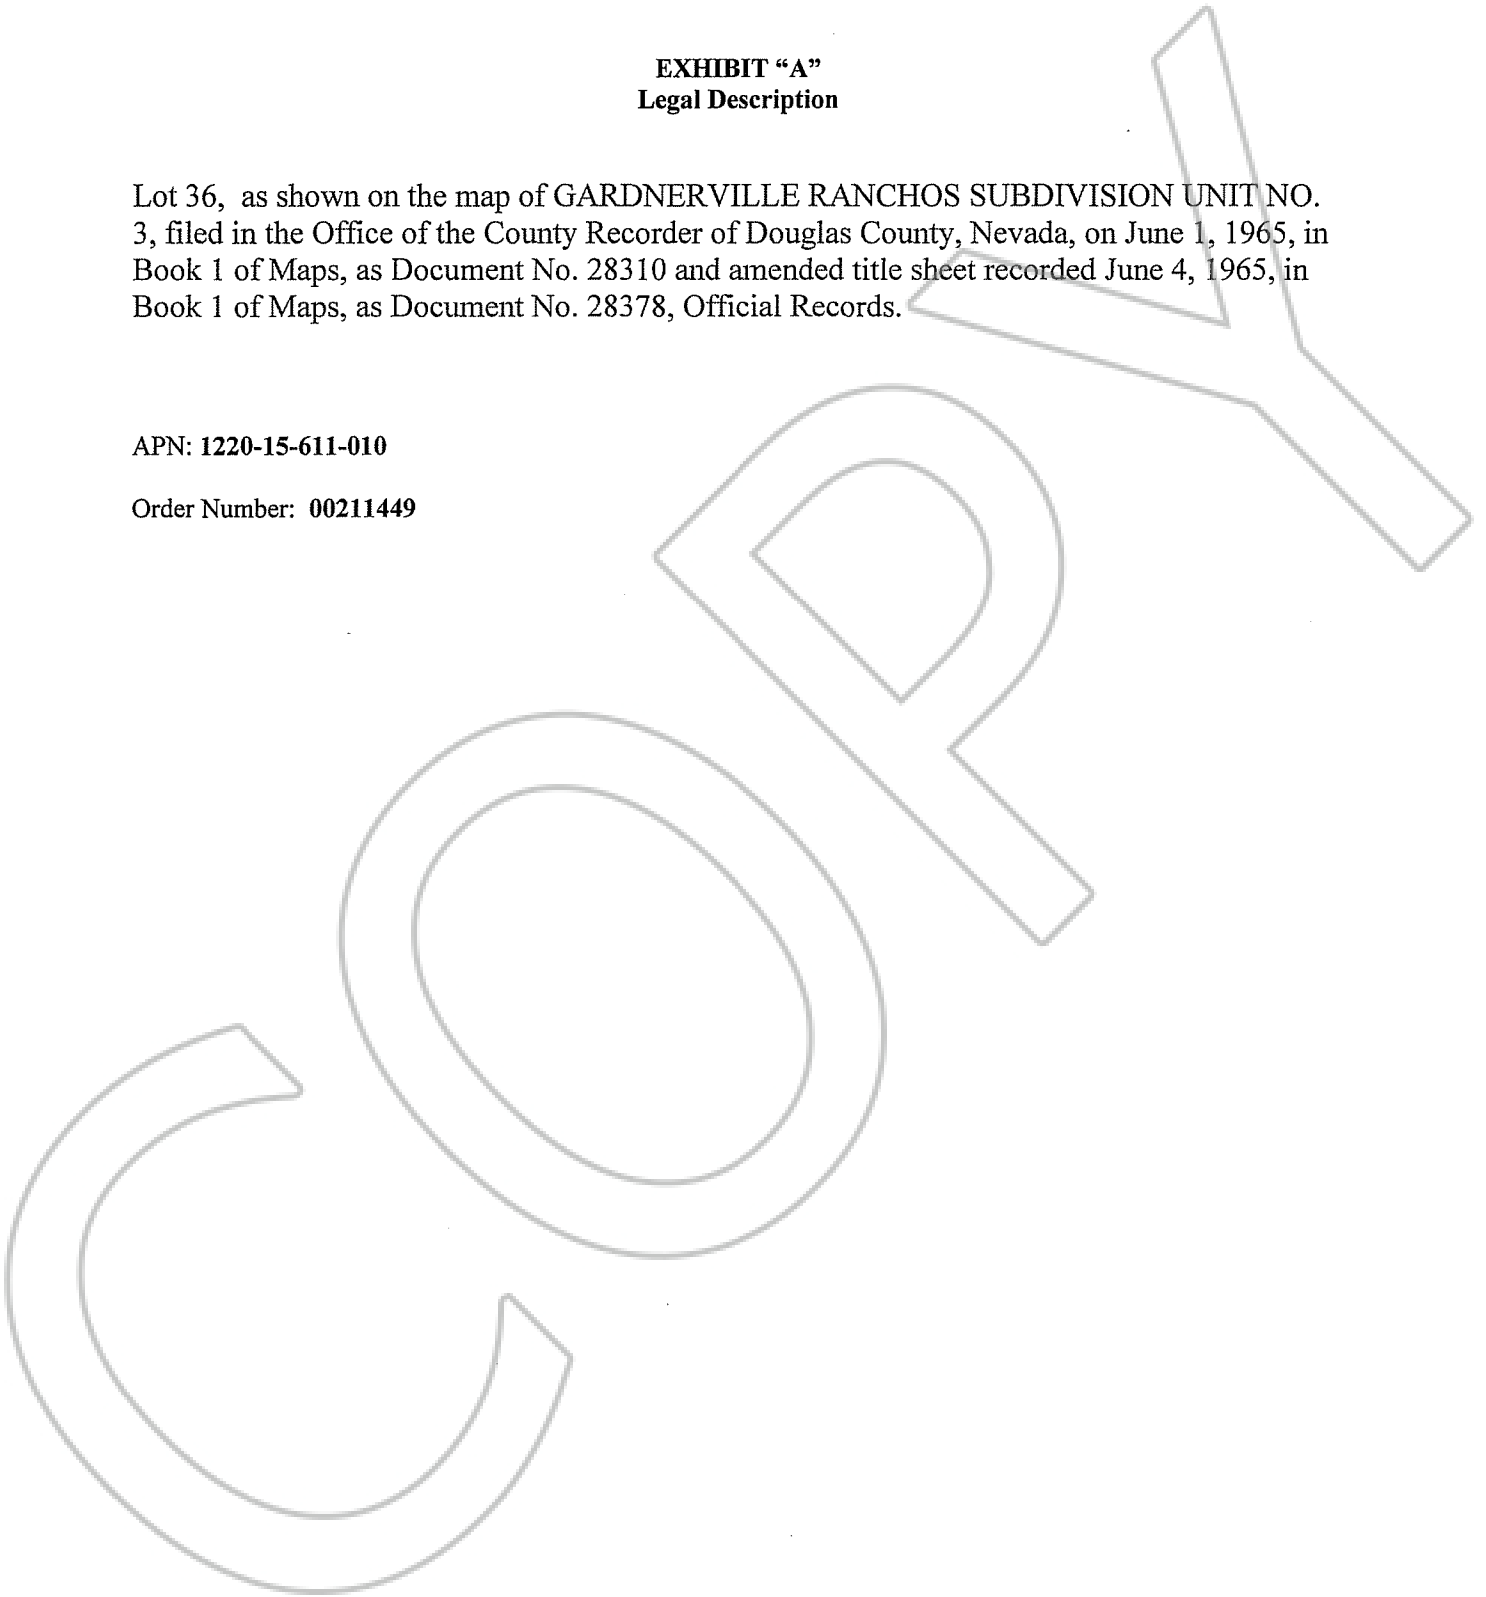 EXHIBIT “A”
Legal Description
Lot 36,  as shown on the map of GARDNERVILLE RANCHOS SUBDIVISION UNIT NO.
3, filed in the Office of the County Recorder of Douglas County, Nevada, on June 1, 1965, in
Book 1 of Maps, as Document No. 28310 and amended title sheet recorded June 4, 1965, in
Book 1 of Maps, as Document No. 28378, Official Records.
APN: 1220-15-611-010
Order Number:  00211449
COPY